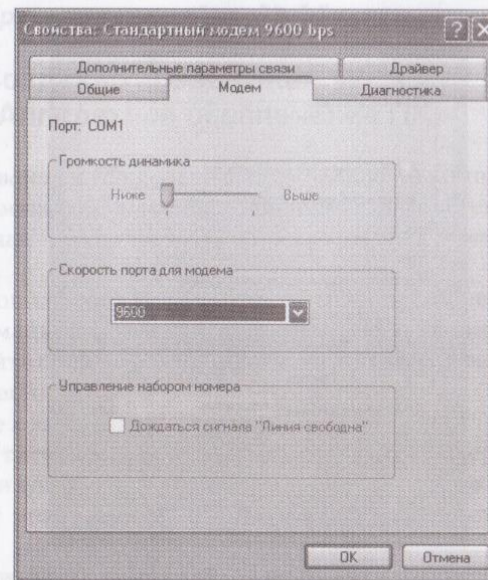 Свойства: Стандартный модем 9600 bps
Дополнительные параметры связи Драйвер
Общие Модем Диагностика
Порт: COM1
Громкость динамика
Ниже Выше
Скорость порта для модема
9600
Управление набором номера
Дождаться сигнала "Линия свободна"
OK Отмена